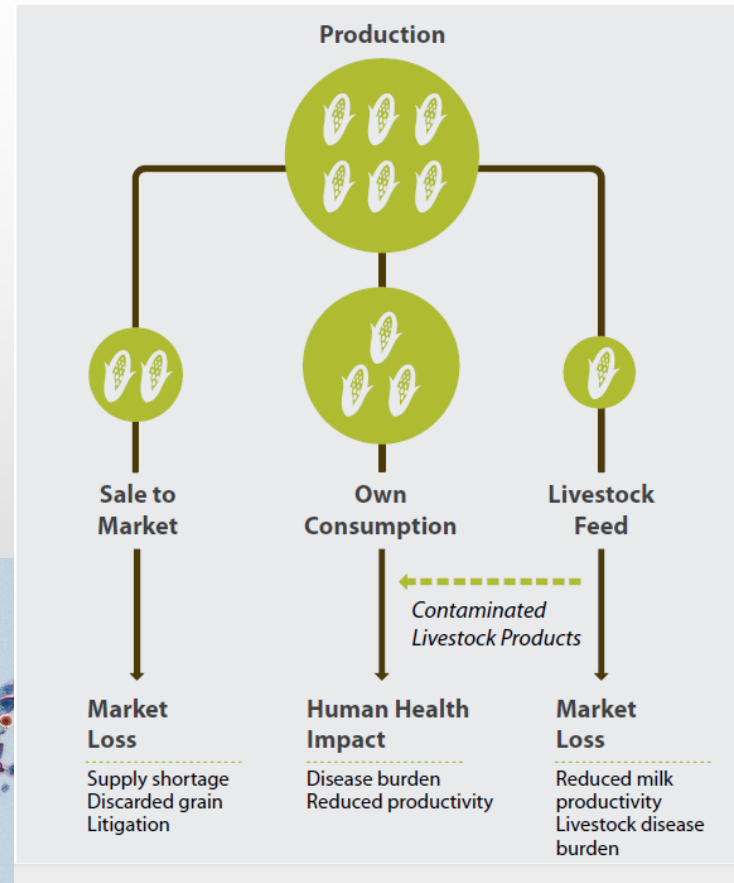 Production
Sale to
Market
Own
Consumption
Livestock
Feed
Contaminated
Livestock Products
Market
Loss
Supply shortage
Discarded grain
Litigation
Human Health
Impact
Disease burden
Reduced productivity
Market
Loss
Reduced milk
productivity
Livestock disease
burden